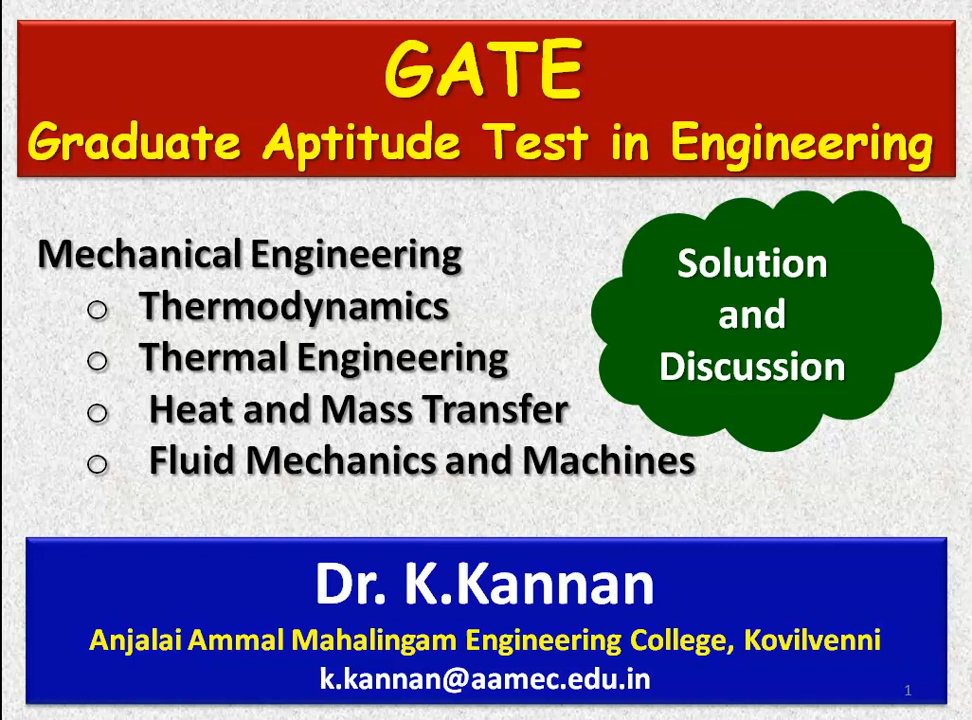 GATE
Graduate Aptitude Test in Engineering
Mechanical Engineering
o Thermodynamics
o Thermal Engineering
o Heat and Mass Transfer
o Fluid Mechanics and Machines
Solution
and
Discussion
Dr. K.Kannan
Anjalai Ammal Mahalingam Engineering College, Kovilvenni
k.kannan@aamec.edu.in
1